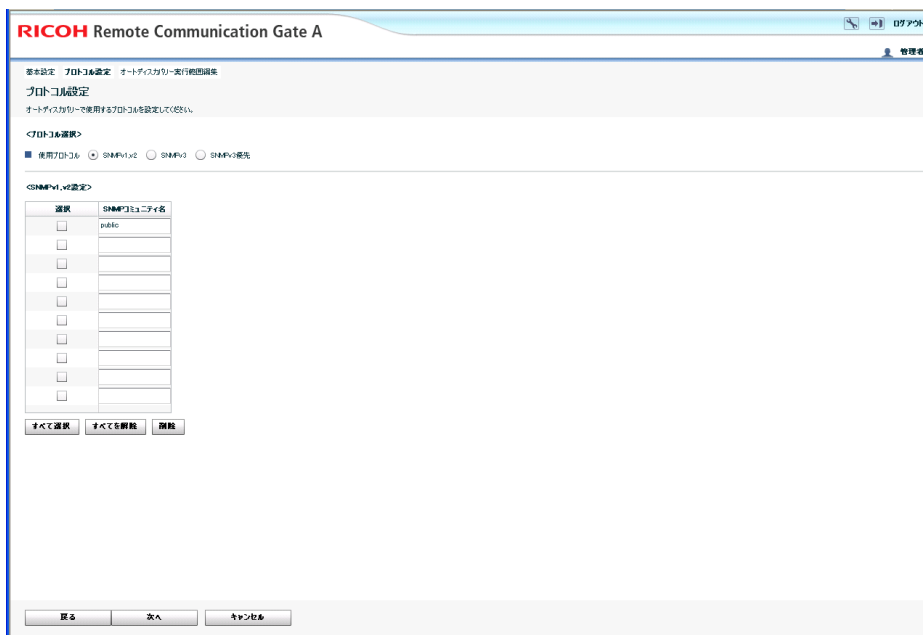 RICOH Remote Communication Gate A
ログアウト
管理者
基本設定 プロトコル設定 オートディスカバリー実行範囲編集
プロトコル設定
オートディスカバリーで使用するプロトコルを設定してください。
<プロトコル選択>
使用プロトコル SNMPv1,v2 SNMPv3 SNMPv3優先
<SNMPv1,v2設定>
選択 SNMPコミュニティ名
public
すべて選択 すべてを解除 削除
戻る 次へ キャンセル